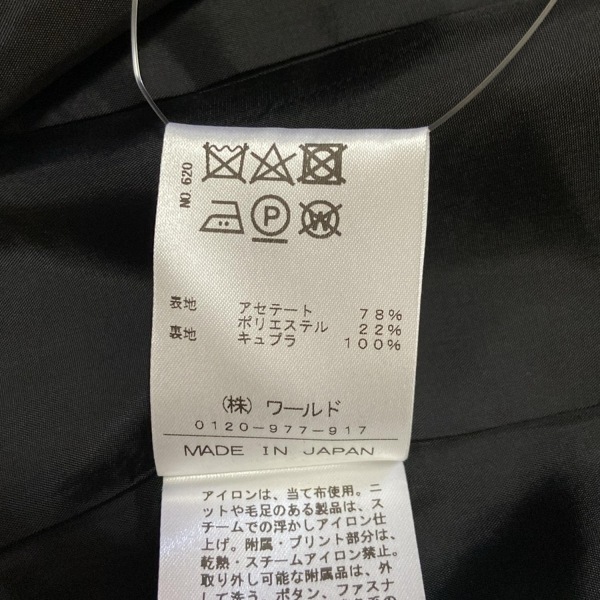 NO.620
P
W
表地 アセテート 78%
ポリエステル 22%
裏地 キュプラ 100%
(株) ワールド
0120-977-917
MADE IN JAPAN
アイロンは、当て布使用。ニ
ットや毛足のある製品は、ス
チームでの浮かしアイロン仕
上げ。附属・プリント部分は、
乾熱・スチームアイロン禁止。
取り外し可能な附属品は、外
して洗う。ボタン、ファスナ